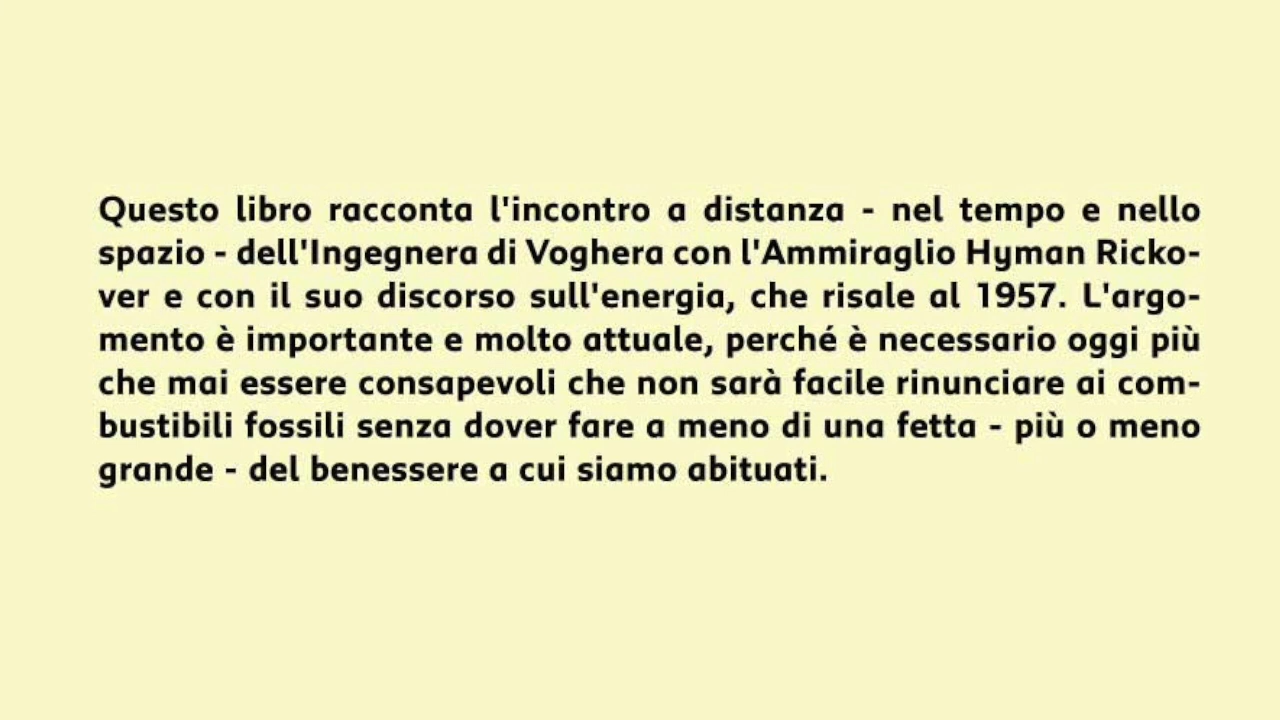 Questo libro racconta l'incontro a distanza - nel tempo e nello
spazio - dell'Ingegnera di Voghera con l'Ammiraglio Hyman Ricko-
ver e con il suo discorso sull'energia, che risale al 1957. L'argo-
mento è importante e molto attuale, perché è necessario oggi più
che mai essere consapevoli che non sarà facile rinunciare ai com-
bustibili fossili senza dover fare a meno di una fetta - più o meno
grande - del benessere a cui siamo abituati.